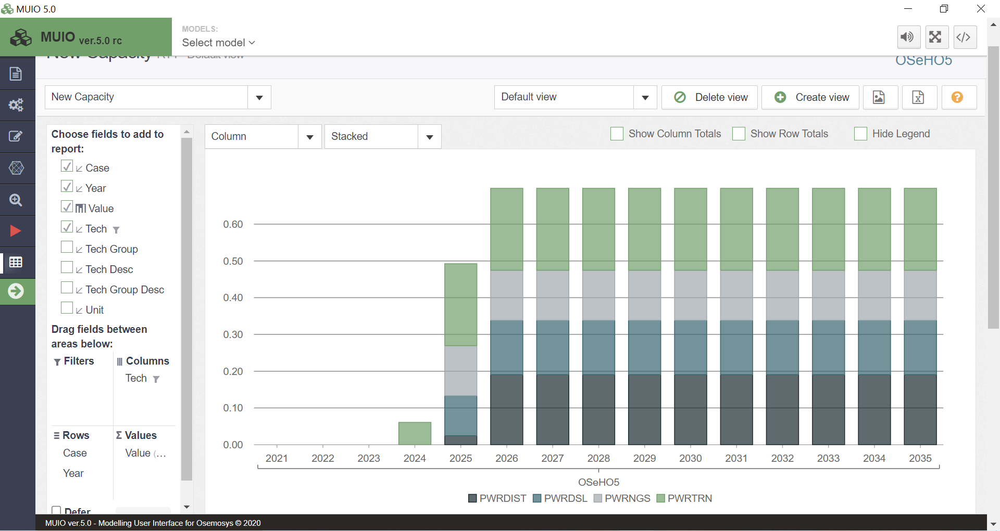 MUIO 5.0
MUIO ver.5.0 rc
MODELS:
Select model
New Capacity RYT - Default view
OSeHO5
New Capacity
Default view
Delete view
Create view
Choose fields to add to
report:
Case
Year
Value
Tech
Tech Group
Tech Desc
Tech Group Desc
Unit
Drag fields between
areas below:
Filters
Columns
Tech
Rows
Σ Values
Case
Value (...
Year
Defer
Column
Stacked
Show Column Totals
Show Row Totals
Hide Legend
0.60
0.50
0.40
0.30
0.20
0.10
0.00
2021 2022 2023 2024 2025 2026 2027 2028 2029 2030 2031 2032 2033 2034 2035
OSeHO5
PWRDIST PWRDSL PWRNGS PWRTRN
MUIO ver.5.0 - Modelling User Interface for Osemosys © 2020